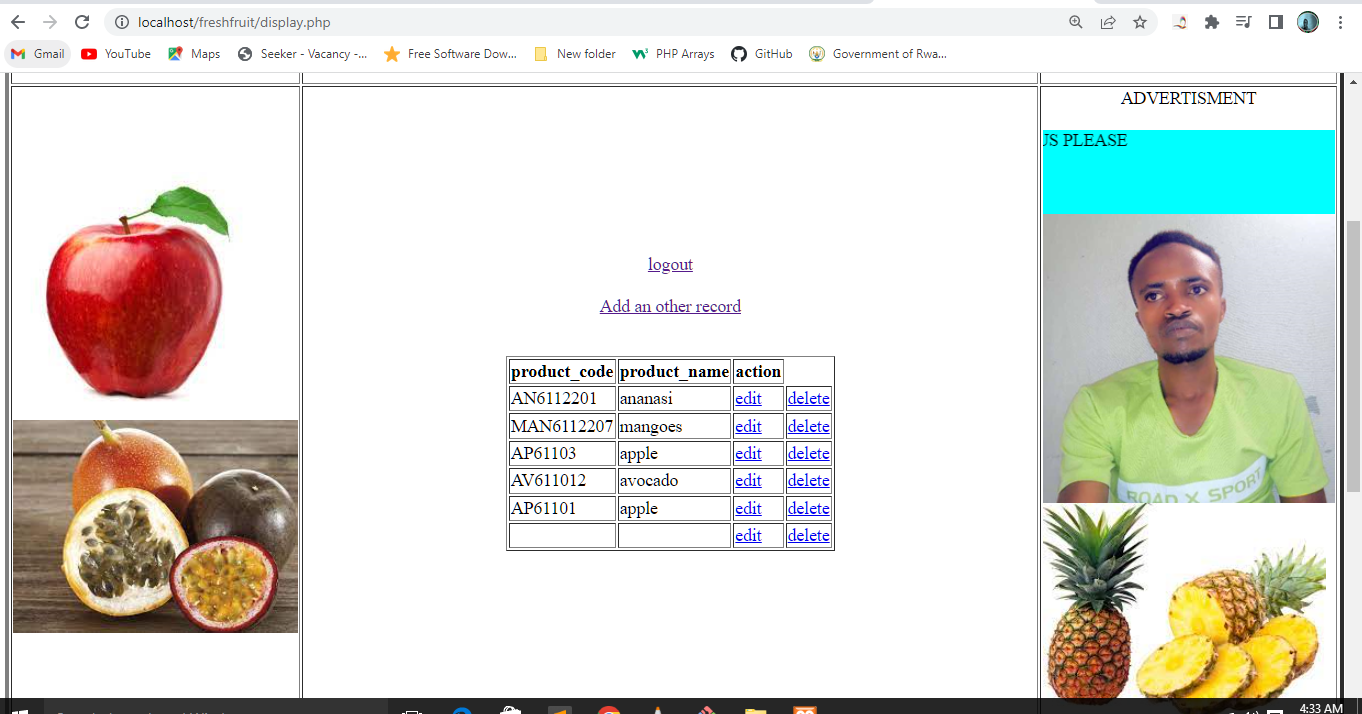 localhost/freshfruit/display.php
Gmail YouTube Maps Seeker - Vacancy -... Free Software Dow... New folder PHP Arrays GitHub Government of Rwa...
ADVERTISMENT
US PLEASE
logout
Add an other record
product_code product_name action
AN6112201 ananasi edit delete
MAN6112207 mangoes edit delete
AP61103 apple edit delete
AV611012 avocado edit delete
AP61101 apple edit delete
edit delete
ROAD X SPORT
4:33 AM